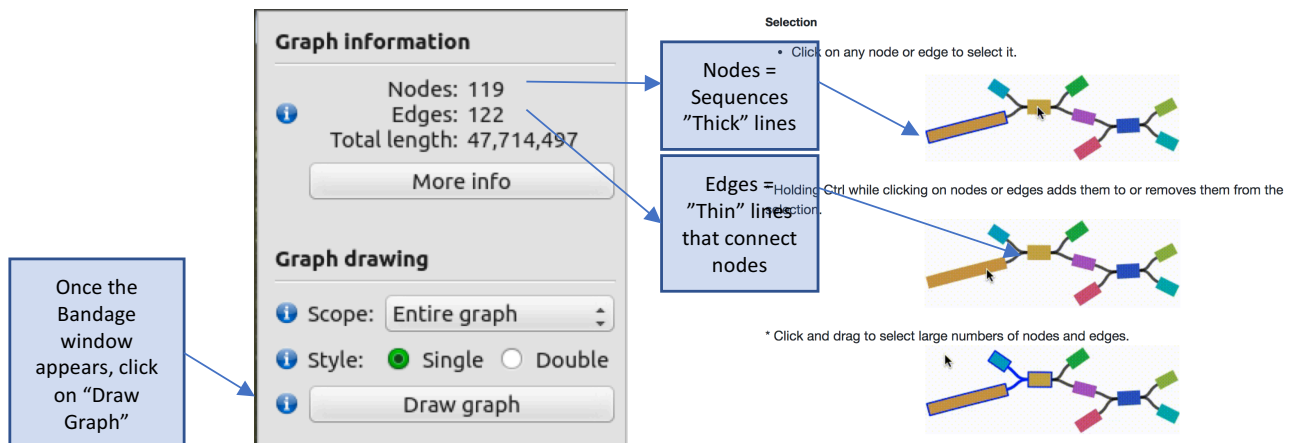 Graph information
Nodes: 119
Edges: 122
Total length: 47,714,497
More info
Graph drawing
Scope: Entire graph
Style: Single Double
Draw graph
Once the
Bandage
window
appears, click
on “Draw
Graph”
Nodes =
Sequences
”Thick” lines
Edges =
”Thin” lines
that connect
nodes
Selection
• Click on any node or edge to select it.
* Holding Ctrl while clicking on nodes or edges adds them to or removes them from the
selection.
* Click and drag to select large numbers of nodes and edges.